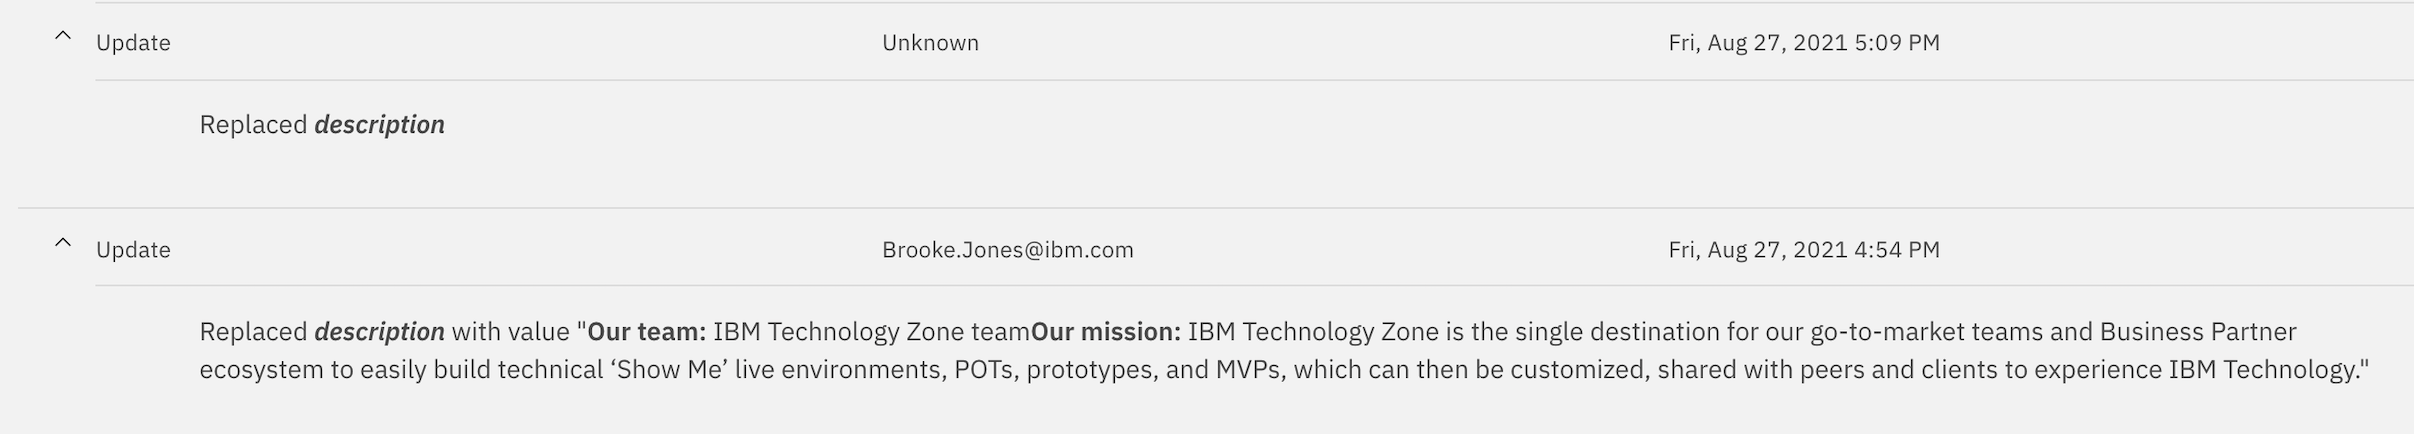 Update Unknown Fri, Aug 27, 2021 5:09 PM
Replaced description
Update Brooke.Jones@ibm.com Fri, Aug 27, 2021 4:54 PM
Replaced description with value "Our team: IBM Technology Zone teamOur mission: IBM Technology Zone is the single destination for our go-to-market teams and Business Partner
ecosystem to easily build technical ‘Show Me’ live environments, POTs, prototypes, and MVPs, which can then be customized, shared with peers and clients to experience IBM Technology."